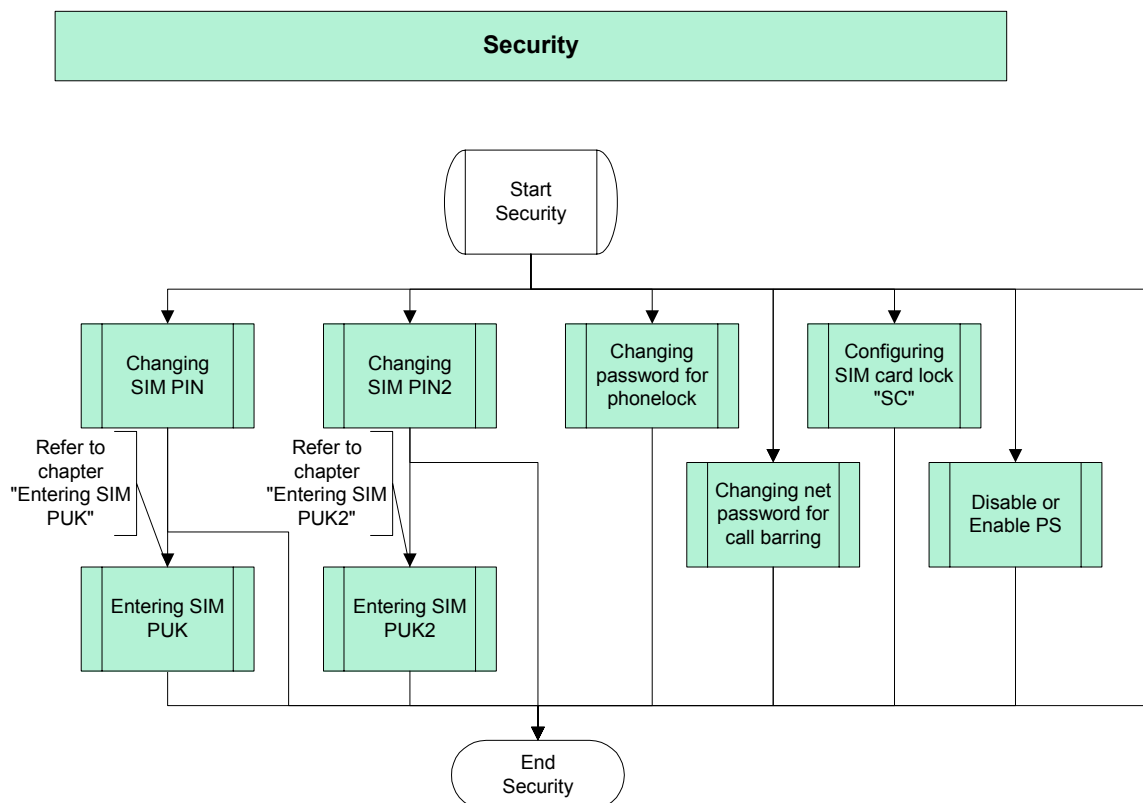 Security
Start
Security
Changing
SIM PIN
Changing
SIM PIN2
Changing
password for
phonelock
Configuring
SIM card lock
"SC"
Refer to
chapter
"Entering SIM
PUK"
Refer to
chapter
"Entering SIM
PUK2"
Changing net
password for
call barring
Disable or
Enable PS
Entering SIM
PUK
Entering SIM
PUK2
End
Security